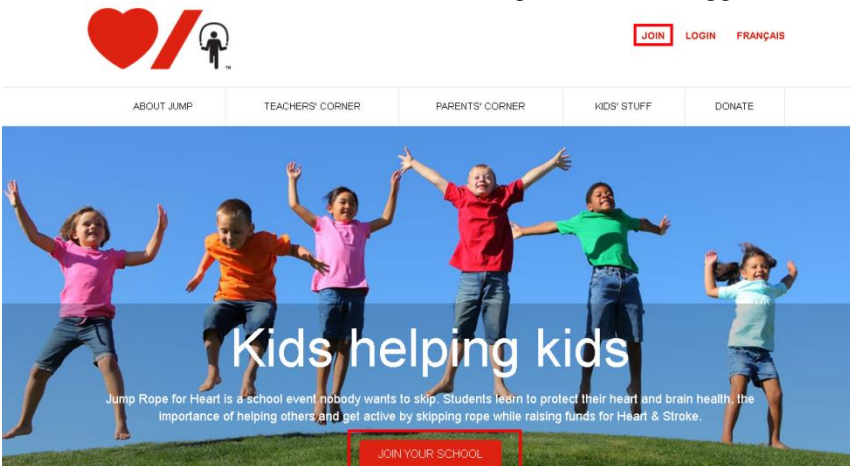 JOIN LOGIN FRANÇAIS
ABOUT JUMP TEACHERS' CORNER PARENTS' CORNER KIDS' STUFF DONATE
Kids helping kids
Jump Rope for Heart is a school event nobody wants to skip. Students learn to protect their heart and brain health, the
importance of helping others and get active by skipping rope while raising funds for Heart & Stroke.
JOIN YOUR SCHOOL